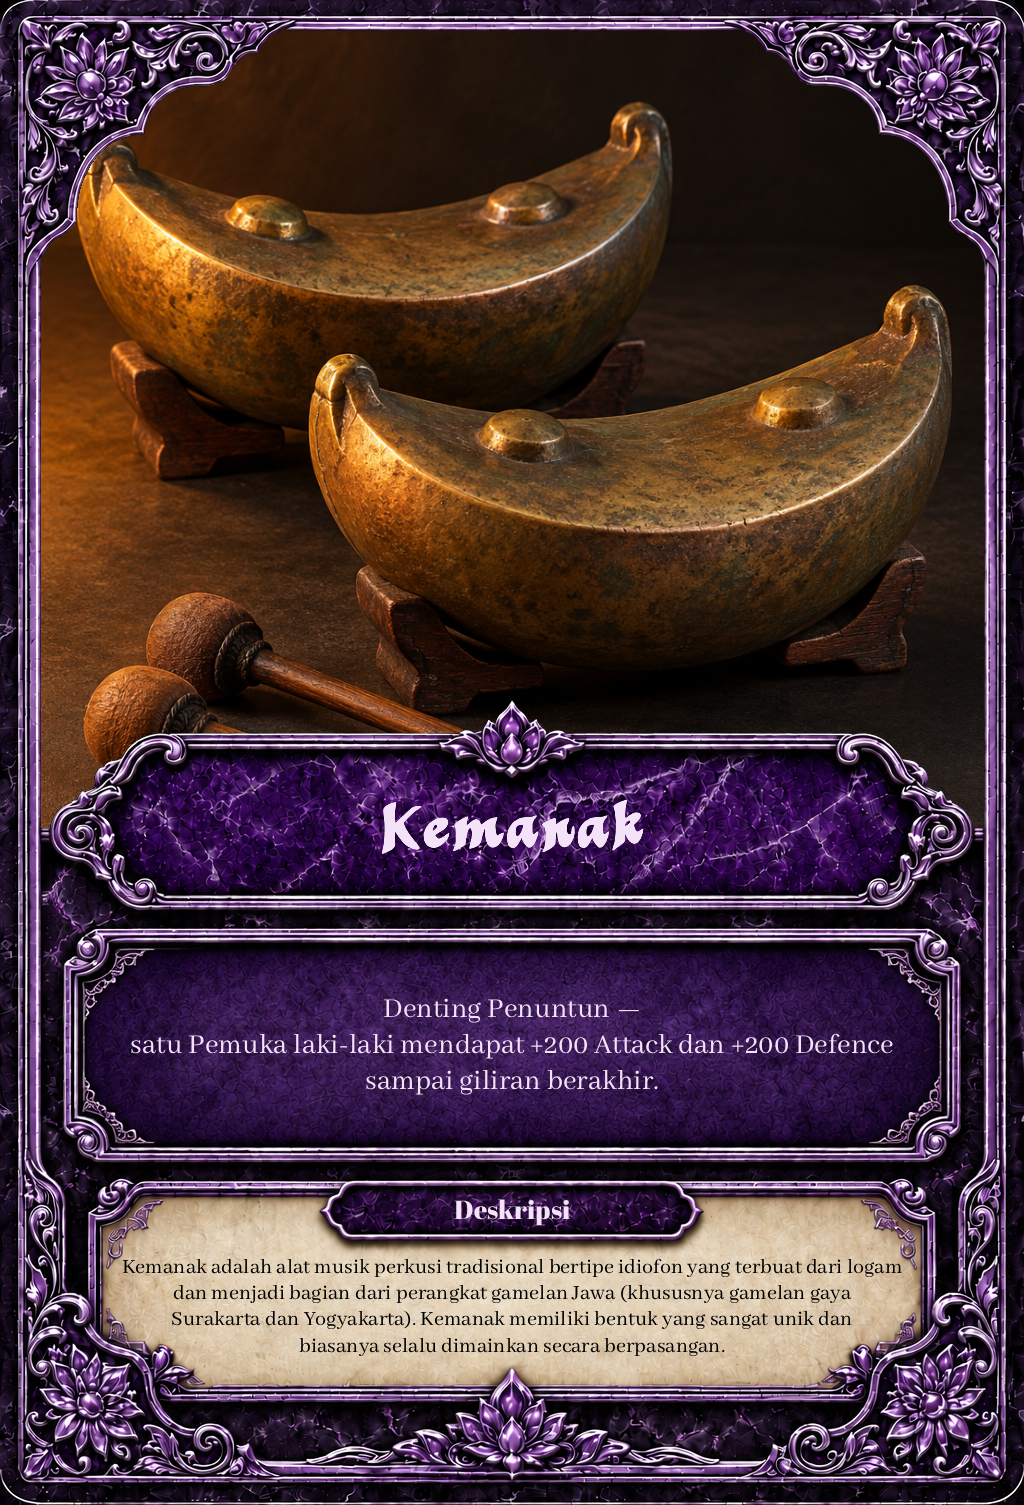 Kemanak
Denting Penuntun —
satu Pemuka laki-laki mendapat +200 Attack dan +200 Defence
sampai giliran berakhir.
Deskripsi
Kemanak adalah alat musik perkusi tradisional bertipe idiofon yang terbuat dari logam
dan menjadi bagian dari perangkat gamelan Jawa (khususnya gamelan gaya
Surakarta dan Yogyakarta). Kemanak memiliki bentuk yang sangat unik dan
biasanya selalu dimainkan secara berpasangan.